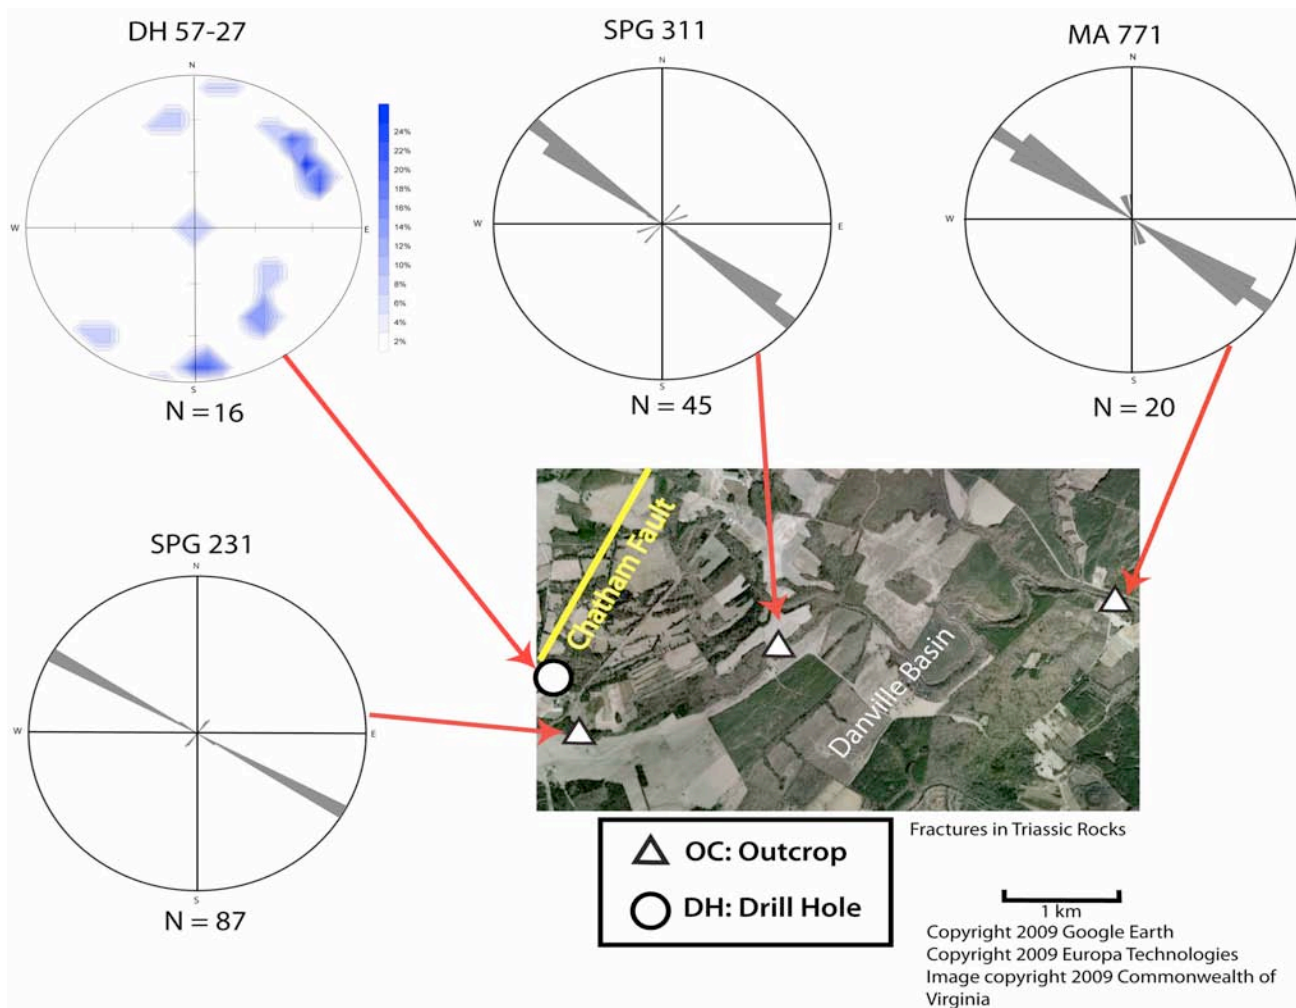 DH 57-27
SPG 311
MA 771
N
N
N
24%
22%
20%
18%
16%
14%
12%
10%
8%
6%
4%
2%
W
E
W
E
W
S
S
S
N = 16
N = 45
N = 20
SPG 231
N
W
E
S
N = 87
Chatham Fault
Danville Basin
Fractures in Triassic Rocks
OC: Outcrop
DH: Drill Hole
1 km
Copyright 2009 Google Earth
Copyright 2009 Europa Technologies
Image copyright 2009 Commonwealth of
Virginia